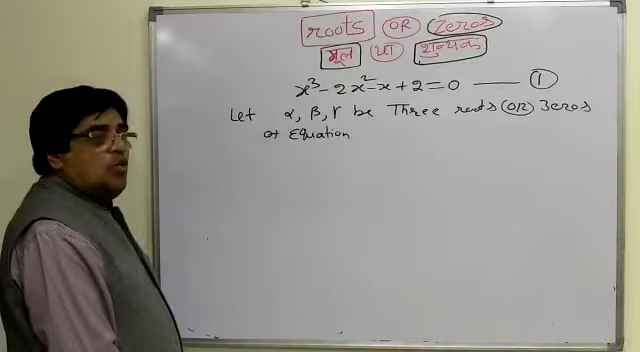 roots OR Zeros
मूल या शुन्यक
x³ - 2x² - x + 2 = 0 —— ①
Let α, β, γ be Three roots OR Zeros
of Equation